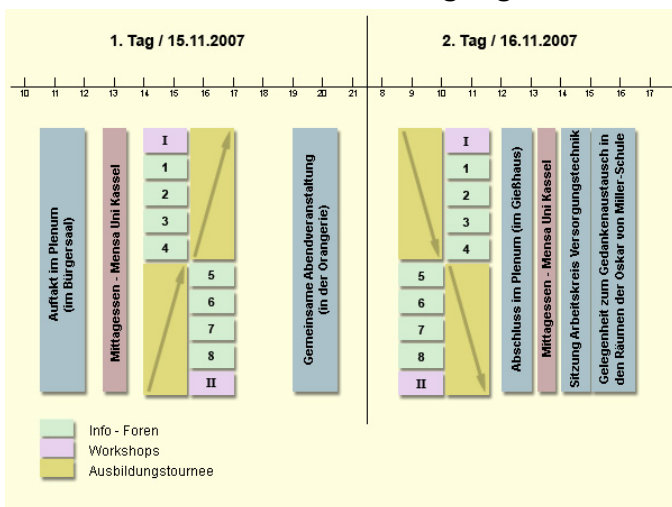 1. Tag / 15.11.2007
2. Tag / 16.11.2007
10 11 12 13 14 15 16 17 18 19 20 21 8 9 10 11 12 13 14 15 16 17
Auftakt im Plenum
(im Bürgersaal)
Mittagessen - Mensa Uni Kassel
I
1
2
3
4
5
6
7
8
II
Gemeinsame Abendveranstaltung
(in der Orangerie)
5
6
7
8
II
I
1
2
3
4
Abschluss im Plenum (im Gießhaus)
Mittagessen - Mensa Uni Kassel
Sitzung Arbeitskreis Versorgungstechnik
Gelegenheit zum Gedankenaustausch in
den Räumen der Oskar von Miller-Schule
Info - Foren
Workshops
Ausbildungstournee